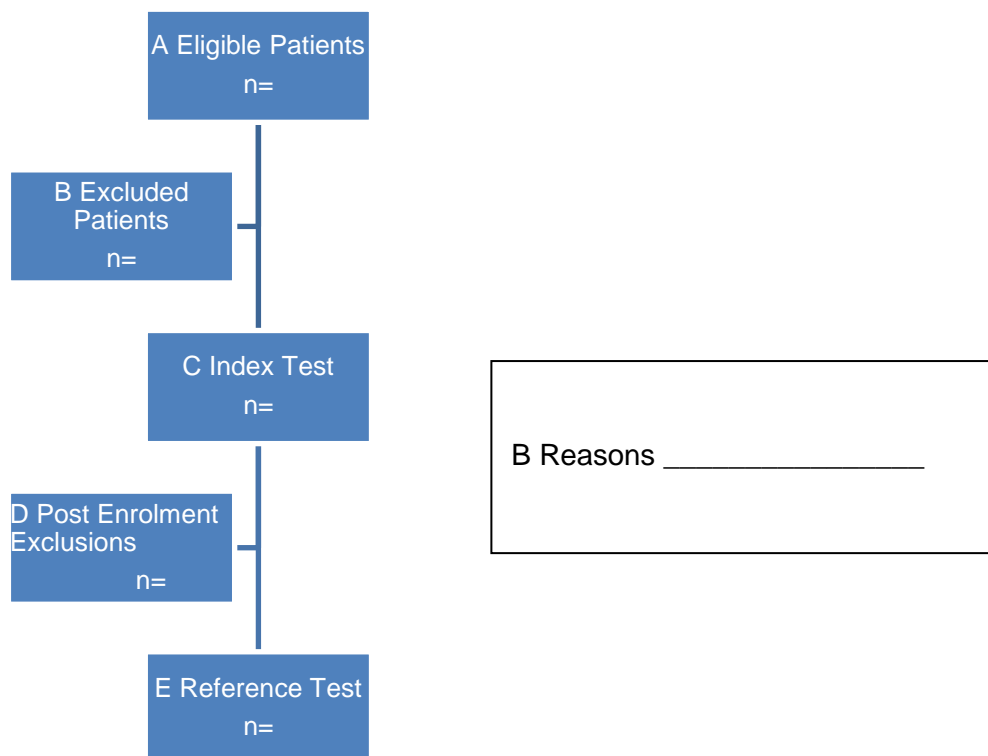 A Eligible Patients
n=
B Excluded
Patients
n=
C Index Test
n=
B Reasons ________________
D Post Enrolment
Exclusions
n=
E Reference Test
n=